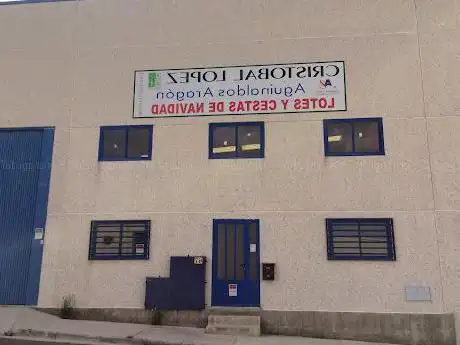 CRISTOBAL LOPEZ
Aguinaldos Aragón
LOTES Y CESTAS DE NAVIDAD